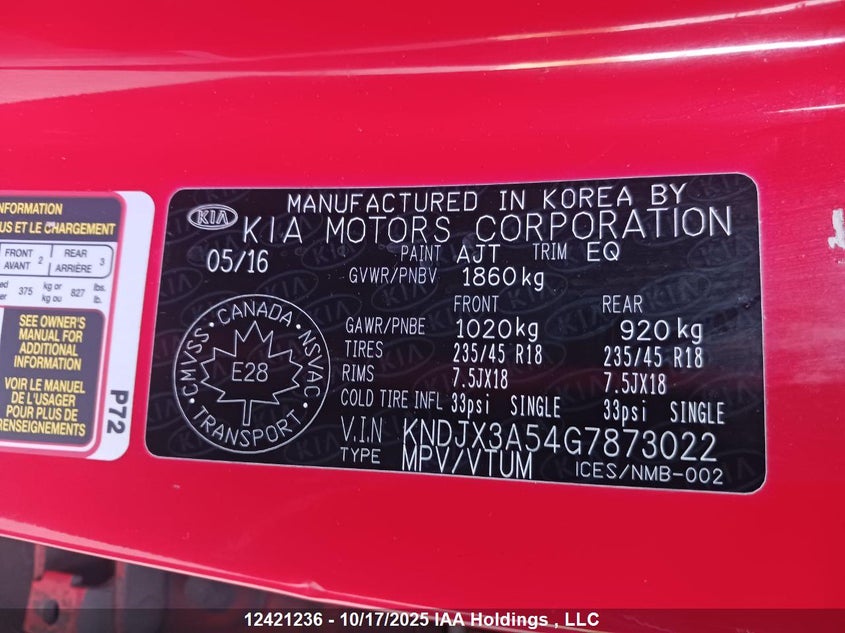 NFORMATION
US ET LE CHARGEMENT
FRONT AVANT 2 REAR ARRIÈRE 3
375 kg or kg ou 827 lbs. lb.
SEE OWNER'S
MANUAL FOR
ADDITIONAL
INFORMATION
VOIR LE MANUEL
DE L'USAGER
POUR PLUS DE
RENSEIGNEMENTS
P72
KIA
MANUFACTURED IN KOREA BY
KIA MOTORS CORPORATION
05/16
PAINT AJT TRIM EQ
GVWR/PNBV 1860kg
FRONT REAR
GAWR/PNBE 1020kg 920kg
TIRES 235/45 R18 235/45 R18
RIMS 7.5JX18 7.5JX18
COLD TIRE INFL 33psi SINGLE 33psi SINGLE
V.I.N KNDJX3A54G7873022
TYPE MPV/VTUM ICES/NMB-002
CMVSS · CANADA · NSVAC · TRANSPORT ·
E28
12421236 - 10/17/2025 IAA Holdings , LLC